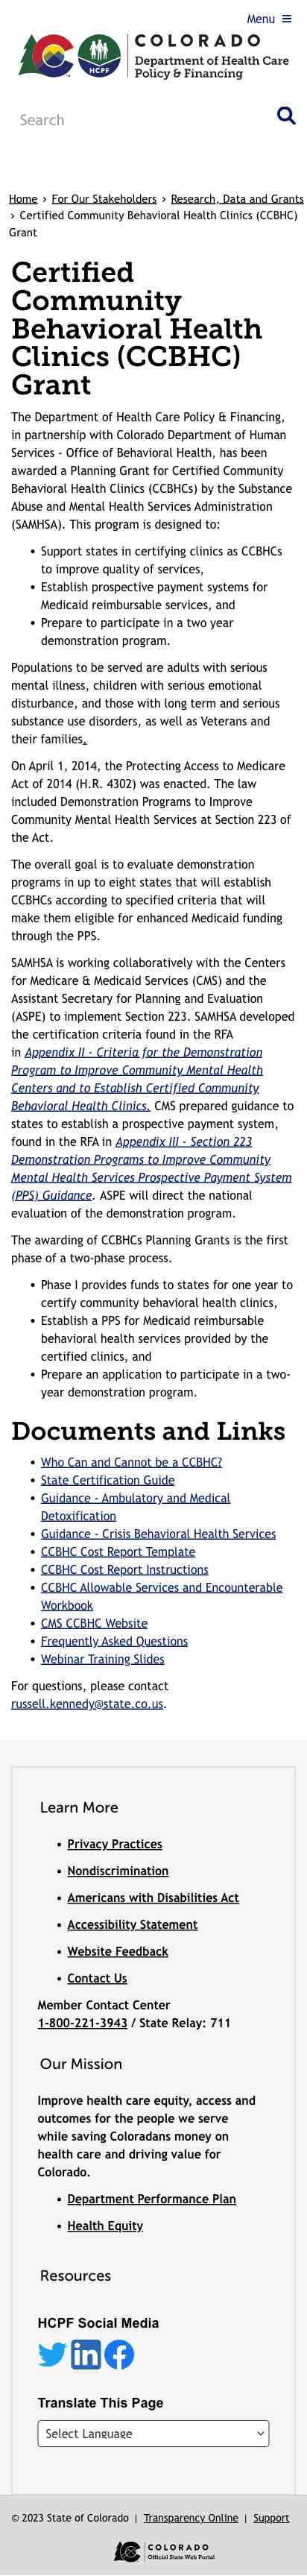 Menu
COLORADO
HCPF
Department of Health Care
Policy & Financing
Search
Home › For Our Stakeholders › Research, Data and Grants
› Certified Community Behavioral Health Clinics (CCBHC)
Grant
Certified
Community
Behavioral Health
Clinics (CCBHC)
Grant
The Department of Health Care Policy & Financing,
in partnership with Colorado Department of Human
Services - Office of Behavioral Health, has been
awarded a Planning Grant for Certified Community
Behavioral Health Clinics (CCBHCs) by the Substance
Abuse and Mental Health Services Administration
(SAMHSA). This program is designed to:
• Support states in certifying clinics as CCBHCs
to improve quality of services,
• Establish prospective payment systems for
Medicaid reimbursable services, and
• Prepare to participate in a two year
demonstration program.
Populations to be served are adults with serious
mental illness, children with serious emotional
disturbance, and those with long term and serious
substance use disorders, as well as Veterans and
their families.
On April 1, 2014, the Protecting Access to Medicare
Act of 2014 (H.R. 4302) was enacted. The law
included Demonstration Programs to Improve
Community Mental Health Services at Section 223 of
the Act.
The overall goal is to evaluate demonstration
programs in up to eight states that will establish
CCBHCs according to specified criteria that will
make them eligible for enhanced Medicaid funding
through the PPS.
SAMHSA is working collaboratively with the Centers
for Medicare & Medicaid Services (CMS) and the
Assistant Secretary for Planning and Evaluation
(ASPE) to implement Section 223. SAMHSA developed
the certification criteria found in the RFA
in Appendix II - Criteria for the Demonstration
Program to Improve Community Mental Health
Centers and to Establish Certified Community
Behavioral Health Clinics. CMS prepared guidance to
states to establish a prospective payment system,
found in the RFA in Appendix III - Section 223
Demonstration Programs to Improve Community
Mental Health Services Prospective Payment System
(PPS) Guidance. ASPE will direct the national
evaluation of the demonstration program.
The awarding of CCBHCs Planning Grants is the first
phase of a two-phase process.
• Phase I provides funds to states for one year to
certify community behavioral health clinics,
• Establish a PPS for Medicaid reimbursable
behavioral health services provided by the
certified clinics, and
• Prepare an application to participate in a two-
year demonstration program.
Documents and Links
• Who Can and Cannot be a CCBHC?
• State Certification Guide
• Guidance - Ambulatory and Medical
Detoxification
• Guidance - Crisis Behavioral Health Services
• CCBHC Cost Report Template
• CCBHC Cost Report Instructions
• CCBHC Allowable Services and Encounterable
Workbook
• CMS CCBHC Website
• Frequently Asked Questions
• Webinar Training Slides
For questions, please contact
russell.kennedy@state.co.us.
Learn More
• Privacy Practices
• Nondiscrimination
• Americans with Disabilities Act
• Accessibility Statement
• Website Feedback
• Contact Us
Member Contact Center
1-800-221-3943 / State Relay: 711
Our Mission
Improve health care equity, access and
outcomes for the people we serve
while saving Coloradans money on
health care and driving value for
Colorado.
• Department Performance Plan
• Health Equity
Resources
HCPF Social Media
Translate This Page
Select Language
© 2023 State of Colorado | Transparency Online | Support
COLORADO
Official State Web Portal